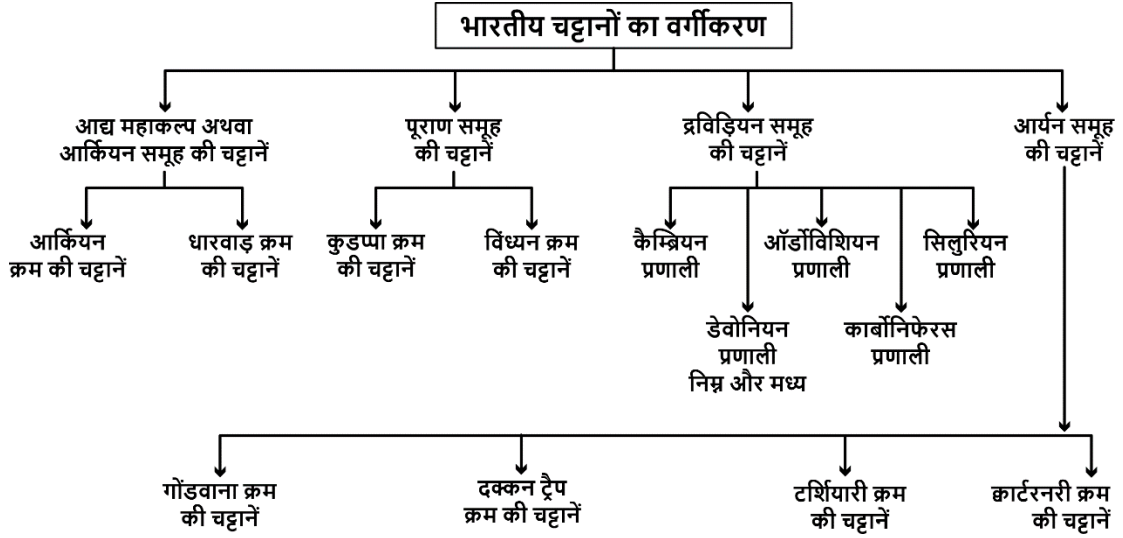 भारतीय चट्टानों का वर्गीकरण
आद्य महाकल्प अथवा
आर्कियन समूह की चट्टानें
पूराण समूह
की चट्टानें
द्रविड़ियन समूह
की चट्टानें
आर्यन समूह
की चट्टानें
आर्कियन
क्रम की चट्टानें
धारवाड़ क्रम
की चट्टानें
कुडप्पा क्रम
की चट्टानें
विंध्यन क्रम
की चट्टानें
कैम्ब्रियन
प्रणाली
ऑर्डोविशियन
प्रणाली
सिलुरियन
प्रणाली
डेवोनियन
प्रणाली
निम्न और मध्य
कार्बोनिफेरस
प्रणाली
गोंडवाना क्रम
की चट्टानें
दक्कन ट्रैप
क्रम की चट्टानें
टर्शियारी क्रम
की चट्टानें
क्वार्टरनरी क्रम
की चट्टानें